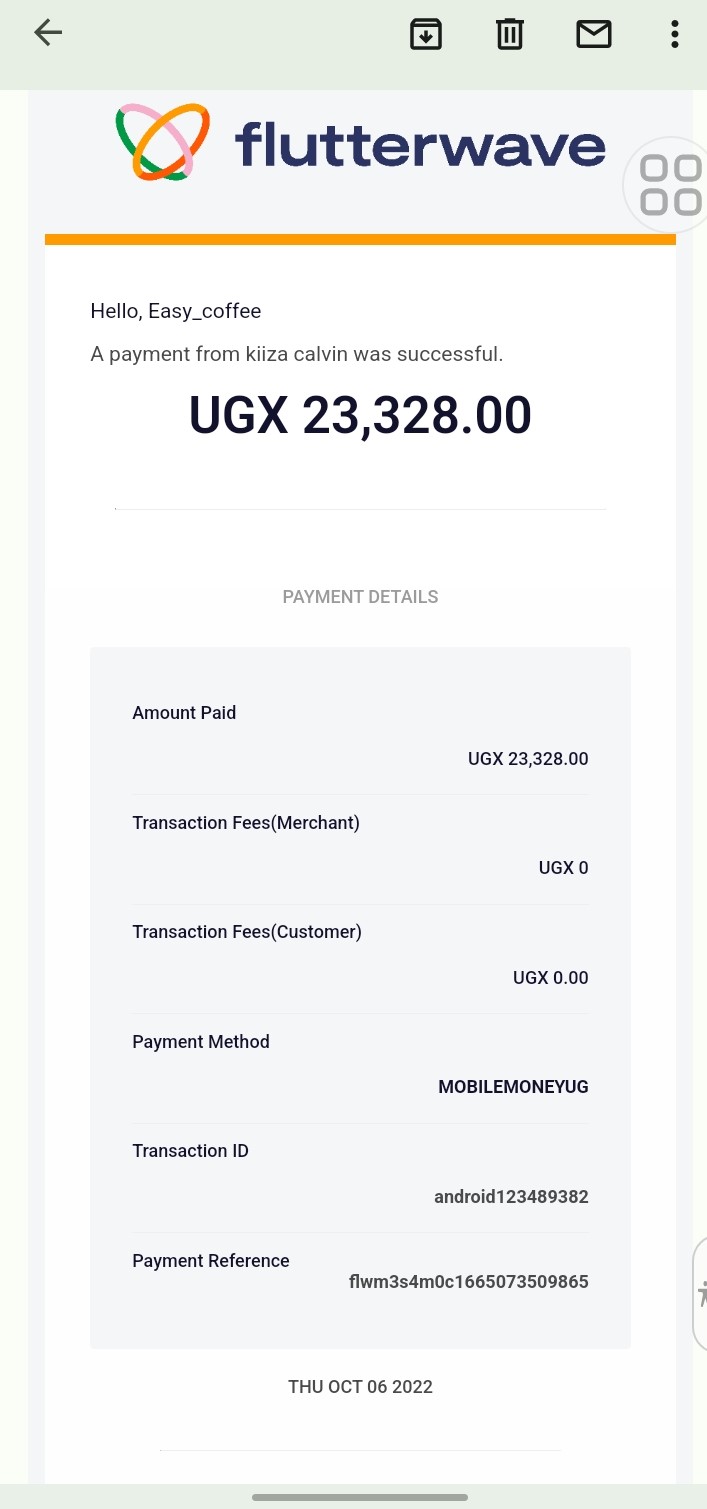 flutterwave
Hello, Easy_coffee
A payment from kiiza calvin was successful.
UGX 23,328.00
PAYMENT DETAILS
Amount Paid
UGX 23,328.00
Transaction Fees(Merchant)
UGX 0
Transaction Fees(Customer)
UGX 0.00
Payment Method
MOBILEMONEYUG
Transaction ID
android123489382
Payment Reference
flwm3s4m0c1665073509865
THU OCT 06 2022